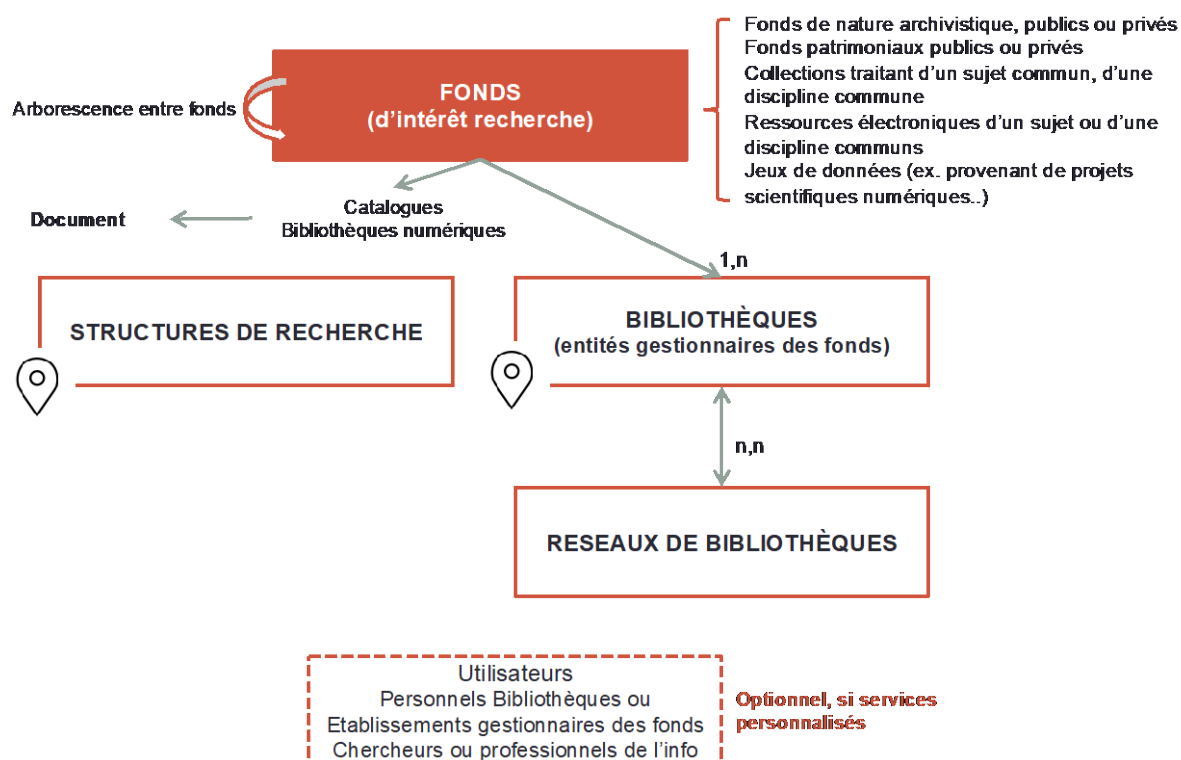 Fonds de nature archivistique, publics ou privés
Fonds patrimoniaux publics ou privés
Collections traitant d'un sujet commun, d'une
discipline commune
Ressources électroniques d'un sujet ou d'une
discipline communs
Jeux de données (ex. provenant de projets
scientifiques numériques..)
FONDS
(d'intérêt recherche)
Arborescence entre fonds
Catalogues
Bibliothèques numériques
Document
1,n
STRUCTURES DE RECHERCHE
BIBLIOTHÈQUES
(entités gestionnaires des fonds)
n,n
RESEAUX DE BIBLIOTHÈQUES
Utilisateurs
Personnels Bibliothèques ou
Etablissements gestionnaires des fonds
Chercheurs ou professionnels de l'info
Optionnel, si services
personnalisés